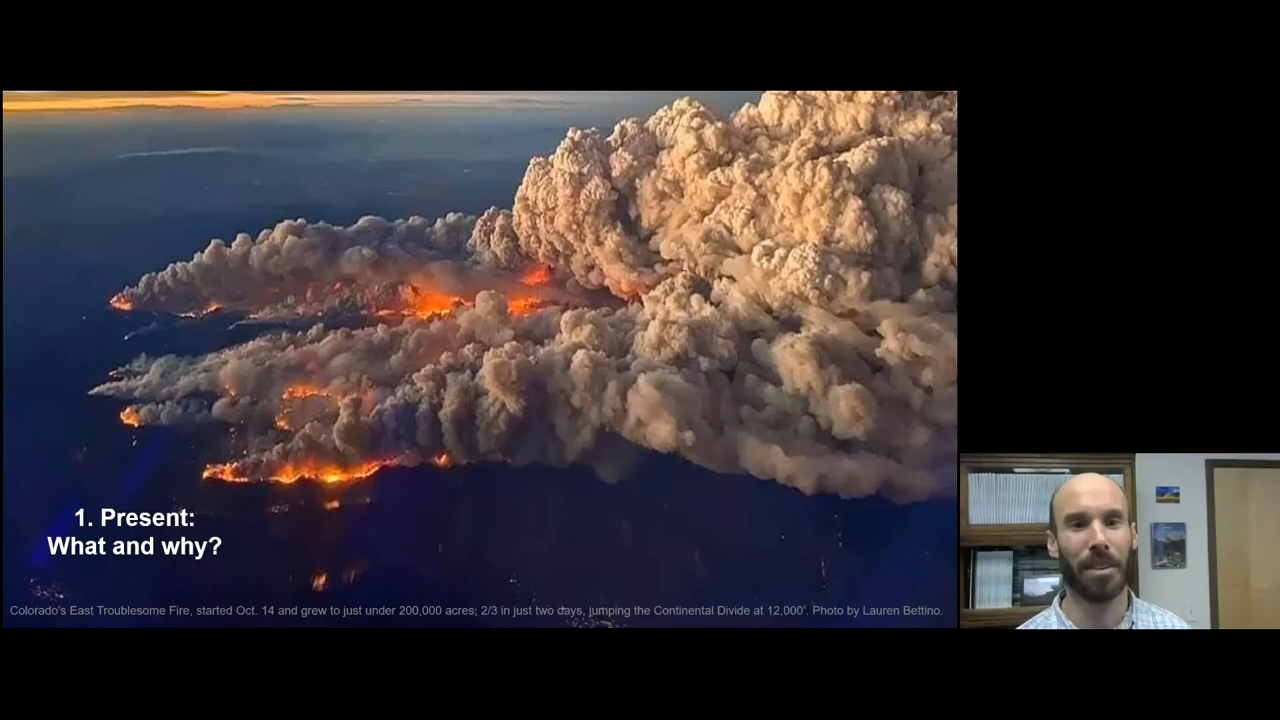 1. Present:
What and why?
Colorado's East Troublesome Fire, started Oct. 14 and grew to just under 200,000 acres; 2/3 in just two days, jumping the Continental Divide at 12,000'. Photo by Lauren Bettino.